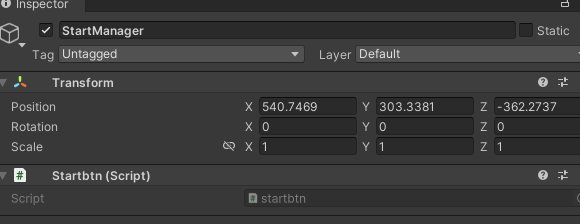 Inspector
StartManager Static
Tag Untagged Layer Default
Transform
Position X 540.7469 Y 303.3381 Z -362.2737
Rotation X 0 Y 0 Z 0
Scale X 1 Y 1 Z 1
# Startbtn (Script)
Script # startbtn